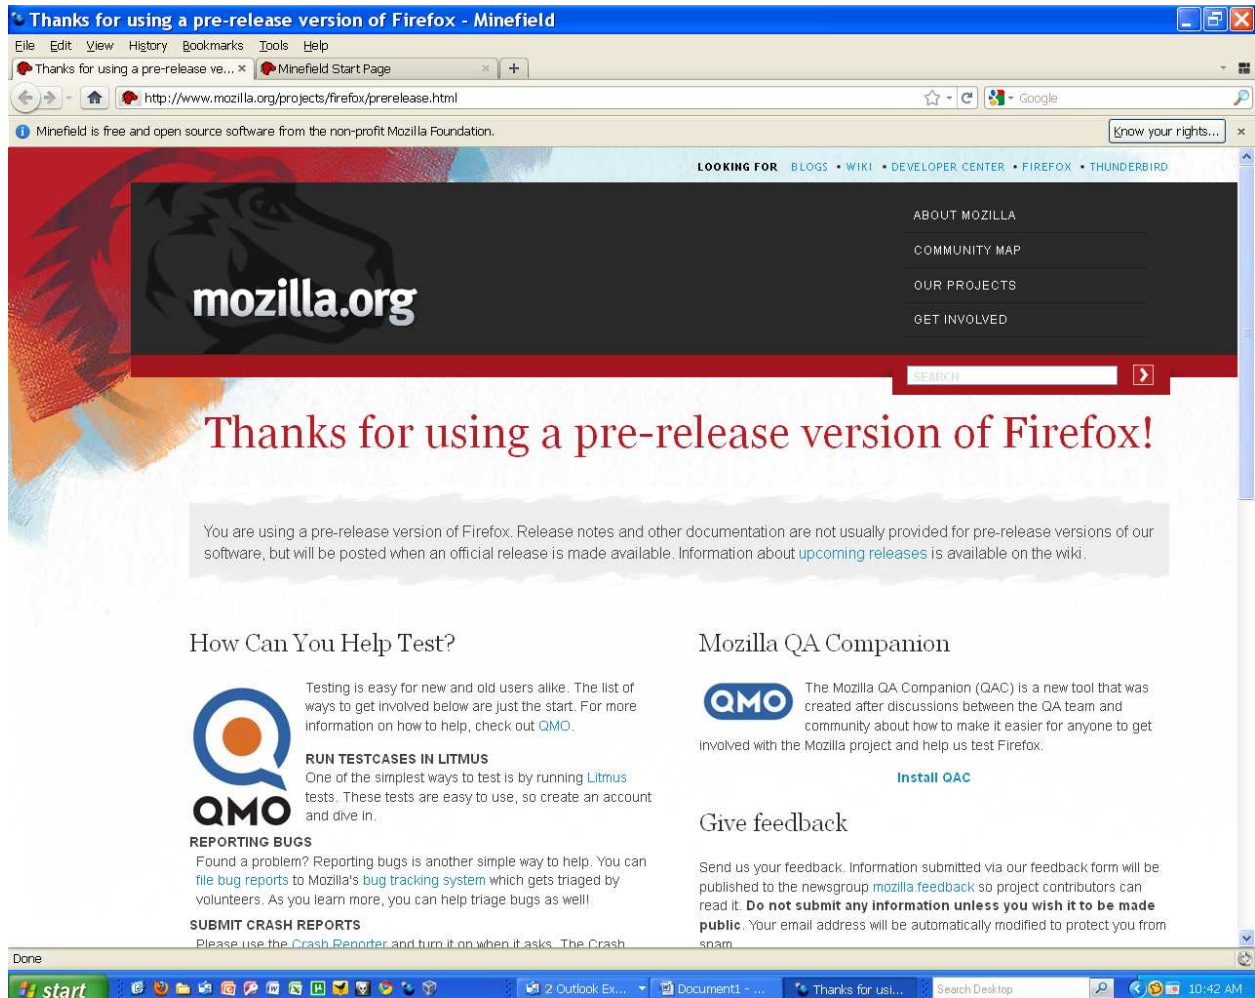 Thanks for using a pre-release version of Firefox - Minefield
File Edit View History Bookmarks Tools Help
Thanks for using a pre-release ve... × Minefield Start Page × +
http://www.mozilla.org/projects/firefox/prerelease.html Google
Minefield is free and open source software from the non-profit Mozilla Foundation. Know your rights... ×
LOOKING FOR BLOGS • WIKI • DEVELOPER CENTER • FIREFOX • THUNDERBIRD
ABOUT MOZILLA
COMMUNITY MAP
OUR PROJECTS
GET INVOLVED
mozilla.org
SEARCH
Thanks for using a pre-release version of Firefox!
You are using a pre-release version of Firefox. Release notes and other documentation are not usually provided for pre-release versions of our
software, but will be posted when an official release is made available. Information about upcoming releases is available on the wiki.
How Can You Help Test?
QMO
Testing is easy for new and old users alike. The list of
ways to get involved below are just the start. For more
information on how to help, check out QMO.
RUN TESTCASES IN LITMUS
One of the simplest ways to test is by running Litmus
tests. These tests are easy to use, so create an account
and dive in.
REPORTING BUGS
Found a problem? Reporting bugs is another simple way to help. You can
file bug reports to Mozilla's bug tracking system which gets triaged by
volunteers. As you learn more, you can help triage bugs as well!
SUBMIT CRASH REPORTS
Please use the Crash Reporter and turn it on when it asks. The Crash
Mozilla QA Companion
QMO
The Mozilla QA Companion (QAC) is a new tool that was
created after discussions between the QA team and
community about how to make it easier for anyone to get
involved with the Mozilla project and help us test Firefox.
Install QAC
Give feedback
Send us your feedback. Information submitted via our feedback form will be
published to the newsgroup mozilla.feedback so project contributors can
read it. Do not submit any information unless you wish it to be made
public. Your email address will be automatically modified to protect you from
spam
Done
start 2 Outlook Ex... Document1 - ... Thanks for usi... Search Desktop 10:42 AM